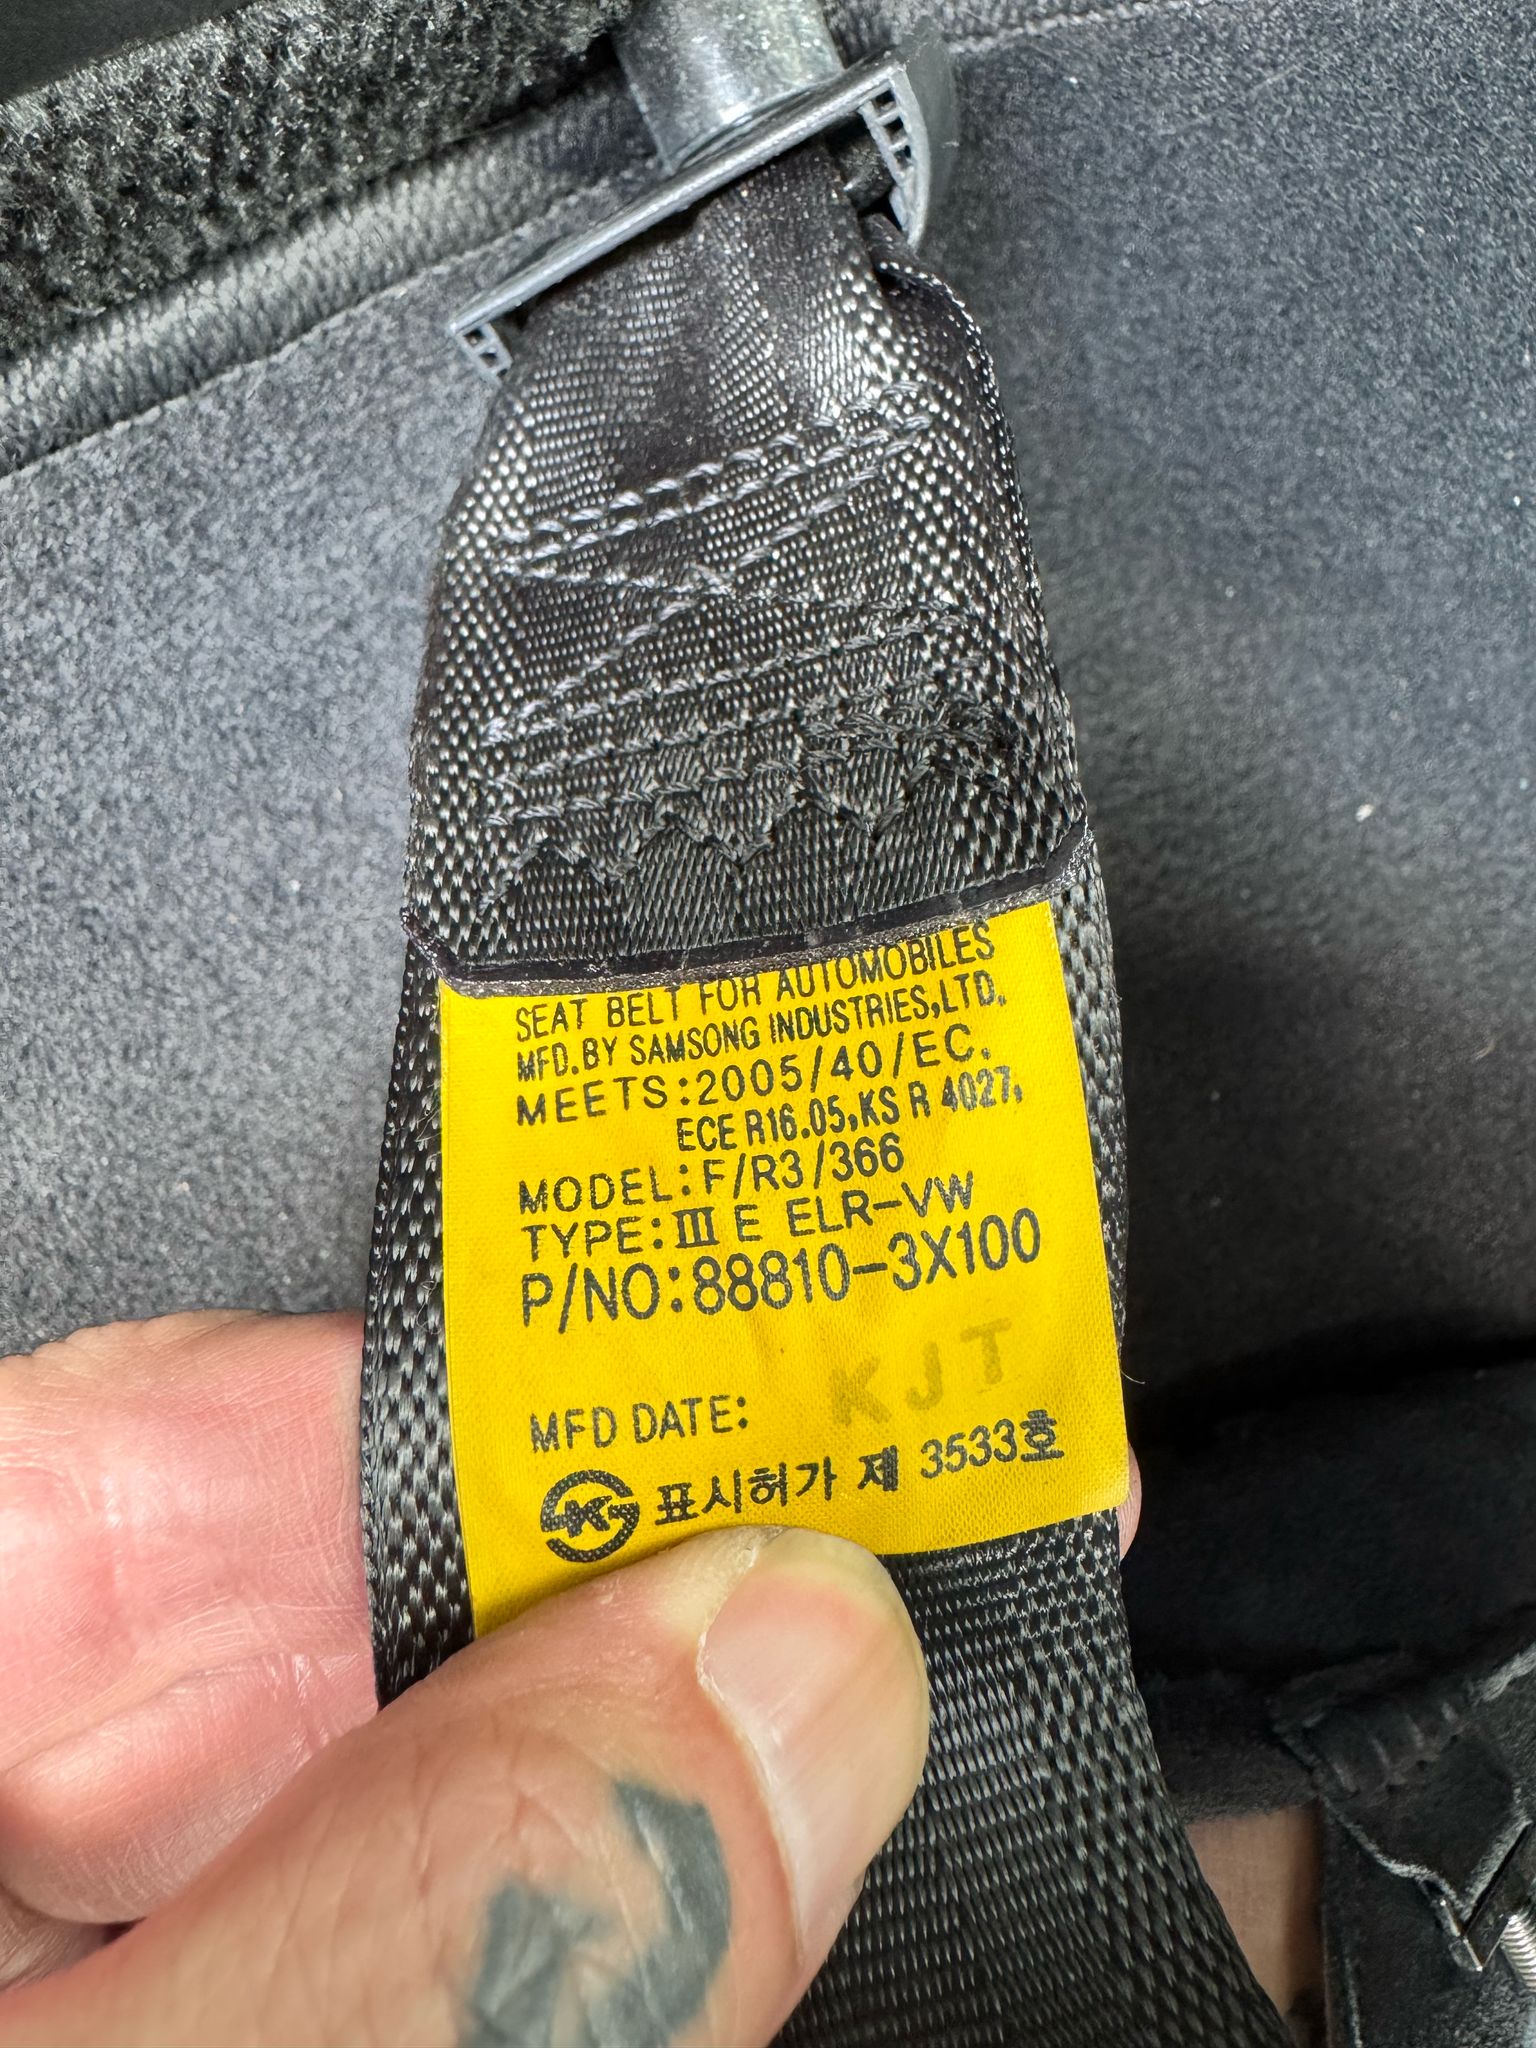 SEAT BELT FOR AUTOMOBILES
MFD.BY SAMSONG INDUSTRIES,LTD.
MEETS:2005/40/EC.
ECE R16.05,KS R 4027,
MODEL:F/R3/366
TYPE:Ⅲ E ELR-VW
P/NO:88810-3X100
MFD DATE: KJT
표시허가 제 3533호